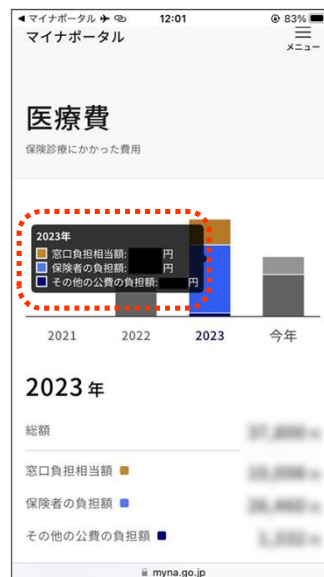 マイナポータル
12:01
83%
マイナポータル
メニュー
医療費
保険診療にかかった費用
2023年
窓口負担相当額: 円
保険者の負担額: 円
その他の公費の負担額: 円
2021 2022 2023 今年
2023年
総額
窓口負担相当額
保険者の負担額
その他の公費の負担額
myna.go.jp